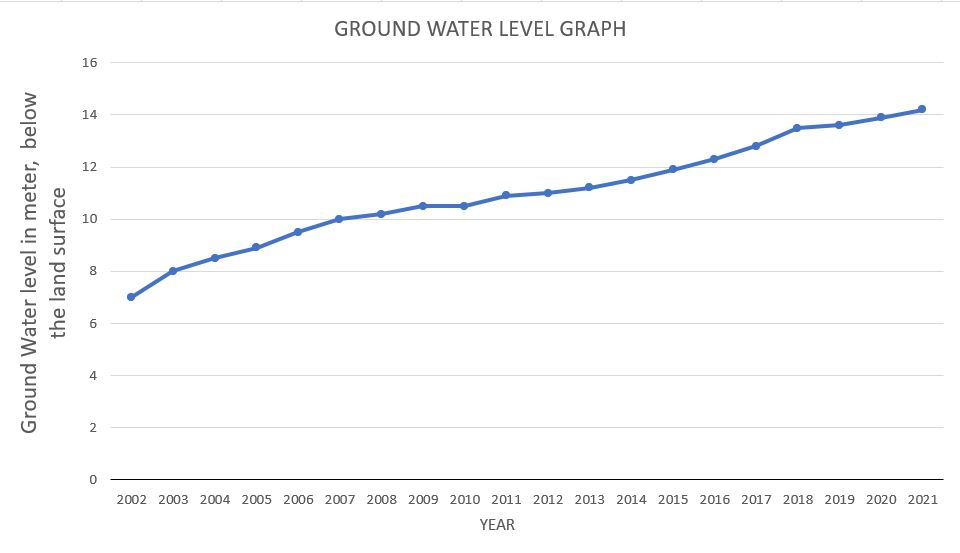 GROUND WATER LEVEL GRAPH
Ground Water level in meter,  below
the land surface
16
14
12
10
8
6
4
2
0
2002 2003 2004 2005 2006 2007 2008 2009 2010 2011 2012 2013 2014 2015 2016 2017 2018 2019 2020 2021
YEAR